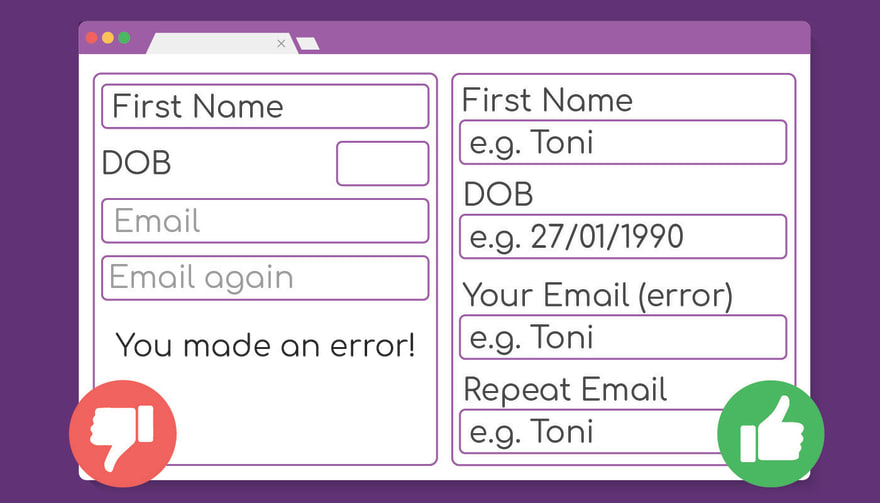 First Name
DOB
Email
Email again
You made an error!
First Name
e.g. Toni
DOB
e.g. 27/01/1990
Your Email (error)
e.g. Toni
Repeat Email
e.g. Toni